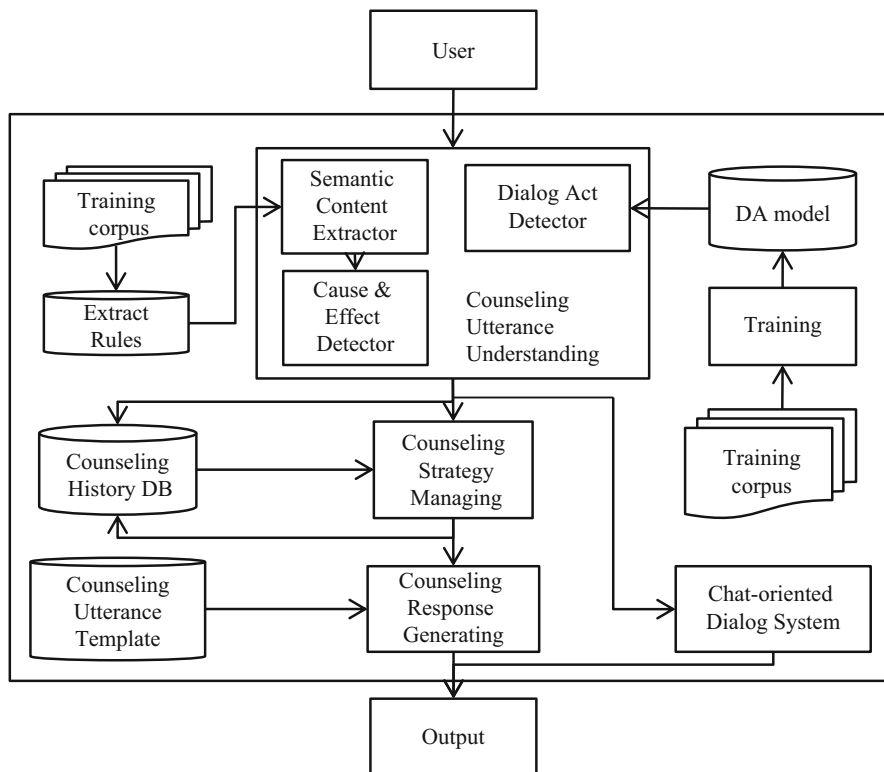 User
Training
corpus
Semantic
Content
Extractor
Dialog Act
Detector
DA model
Extract
Rules
Cause &
Effect
Detector
Counseling
Utterance
Understanding
Training
Counseling
History DB
Counseling
Strategy
Managing
Training
corpus
Counseling
Utterance
Template
Counseling
Response
Generating
Chat-oriented
Dialog System
Output